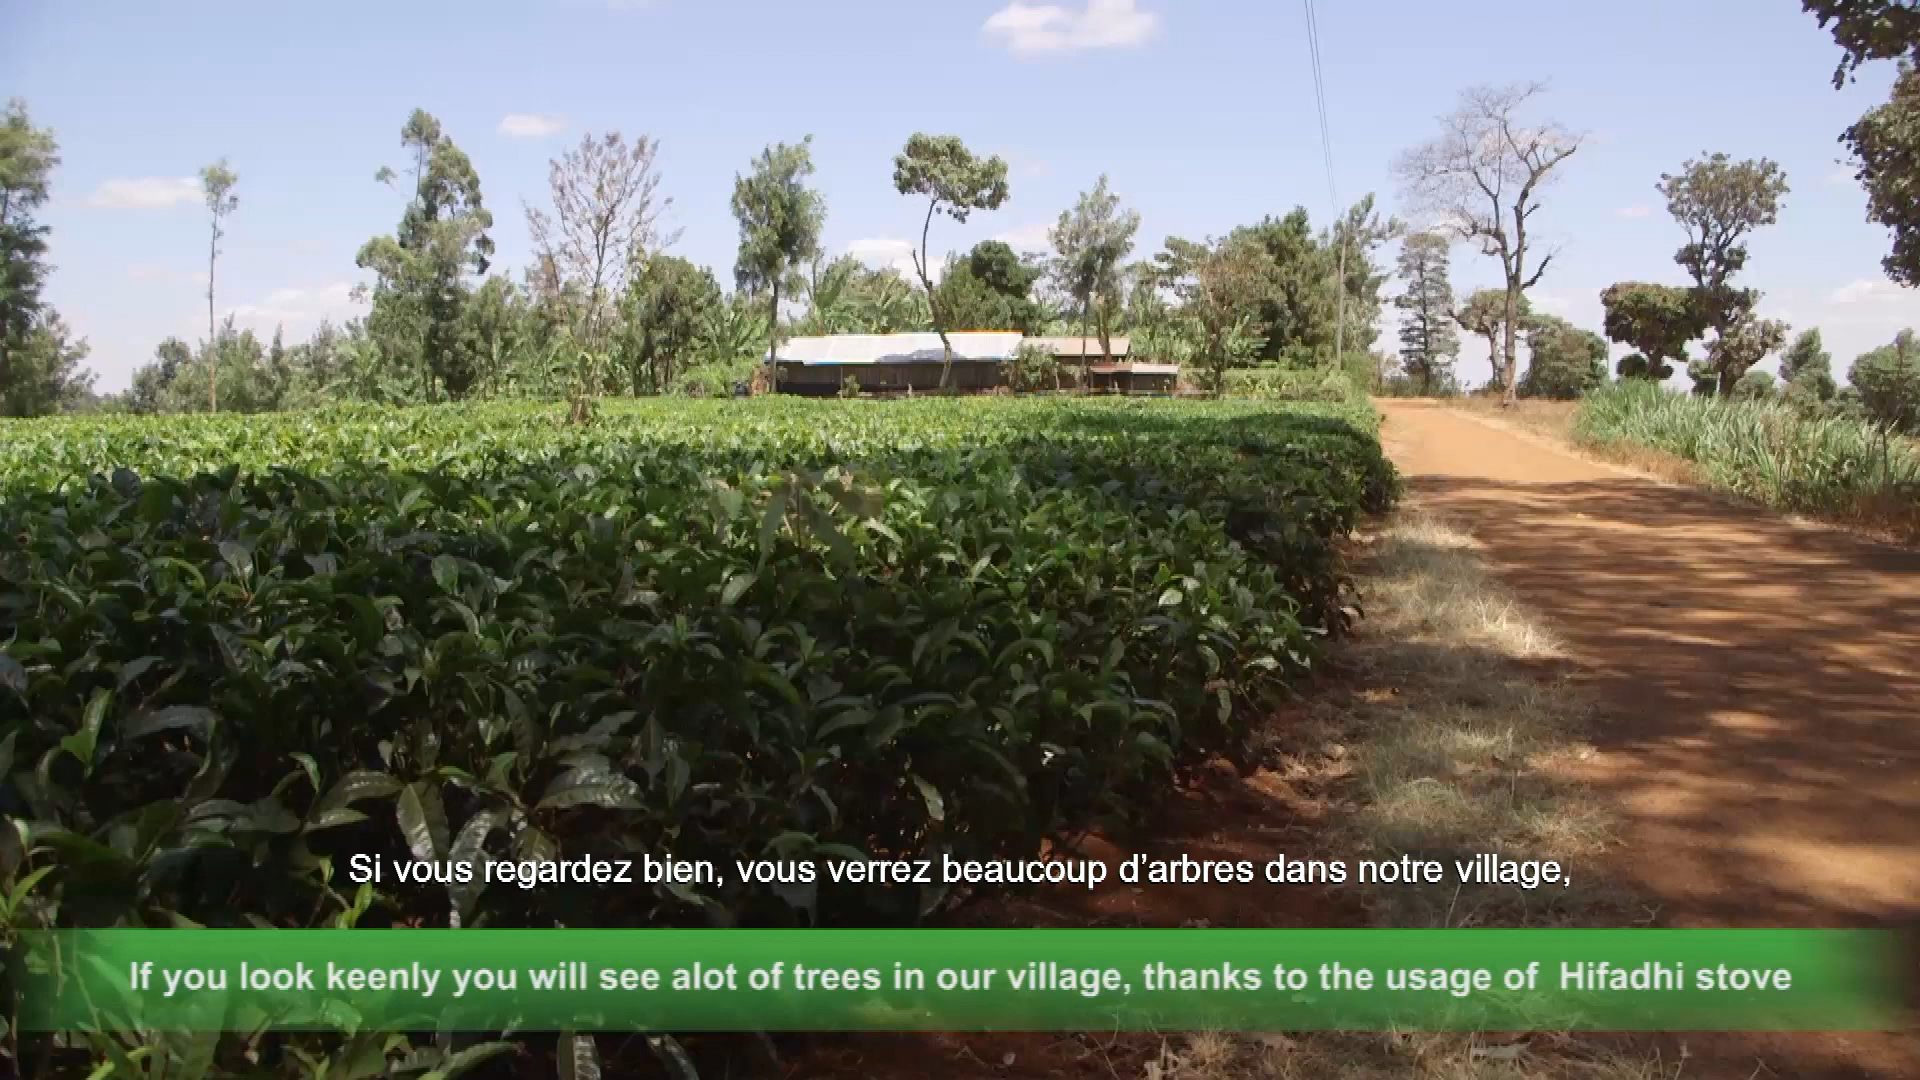 Si vous regardez bien, vous verrez beaucoup d’arbres dans notre village,
If you look keenly you will see alot of trees in our village, thanks to the usage of Hifadhi stove